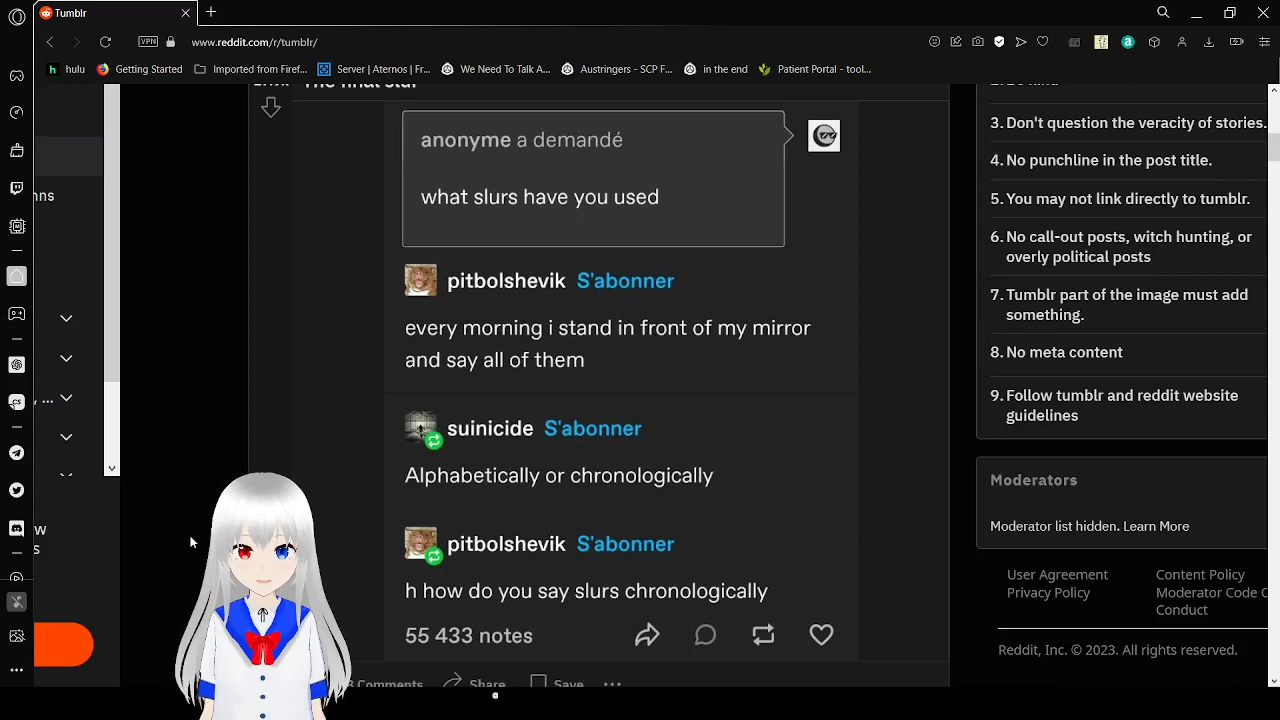 Tumblr
VPN
www.reddit.com/r/tumblr/
hulu
Getting Started
Imported from Firef...
Server | Aternos | Fr...
We Need To Talk A...
Austringers - SCP F...
in the end
Patient Portal - tool...
The final slur
anonyme a demandé
what slurs have you used
pitbolshevik S'abonner
every morning i stand in front of my mirror
and say all of them
suinicide S'abonner
Alphabetically or chronologically
pitbolshevik S'abonner
h how do you say slurs chronologically
55 433 notes
Comments
Share
Save
3. Don't question the veracity of stories.
4. No punchline in the post title.
5. You may not link directly to tumblr.
6. No call-out posts, witch hunting, or
overly political posts
7. Tumblr part of the image must add
something.
8. No meta content
9. Follow tumblr and reddit website
guidelines
Moderators
Moderator list hidden. Learn More
User Agreement
Privacy Policy
Content Policy
Moderator Code
Conduct
Reddit, Inc. © 2023. All rights reserved.